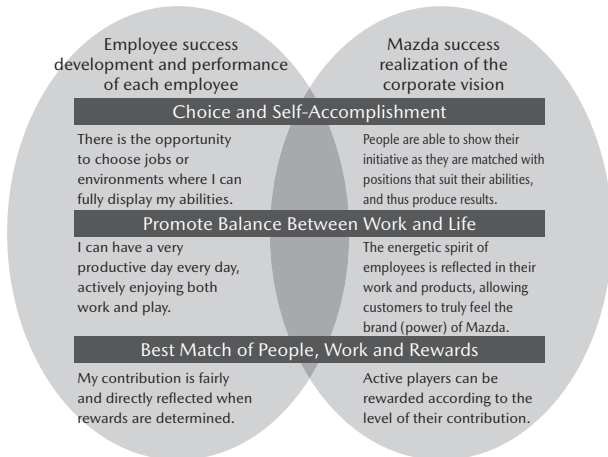 Employee success
development and performance
of each employee
Mazda success
realization of the
corporate vision
Choice and Self-Accomplishment
There is the opportunity
to choose jobs or
environments where I can
fully display my abilities.
People are able to show their
initiative as they are matched with
positions that suit their abilities,
and thus produce results.
Promote Balance Between Work and Life
I can have a very
productive day every day,
actively enjoying both
work and play.
The energetic spirit of
employees is reflected in their
work and products, allowing
customers to truly feel the
brand (power) of Mazda.
Best Match of People, Work and Rewards
My contribution is fairly
and directly reflected when
rewards are determined.
Active players can be
rewarded according to the
level of their contribution.